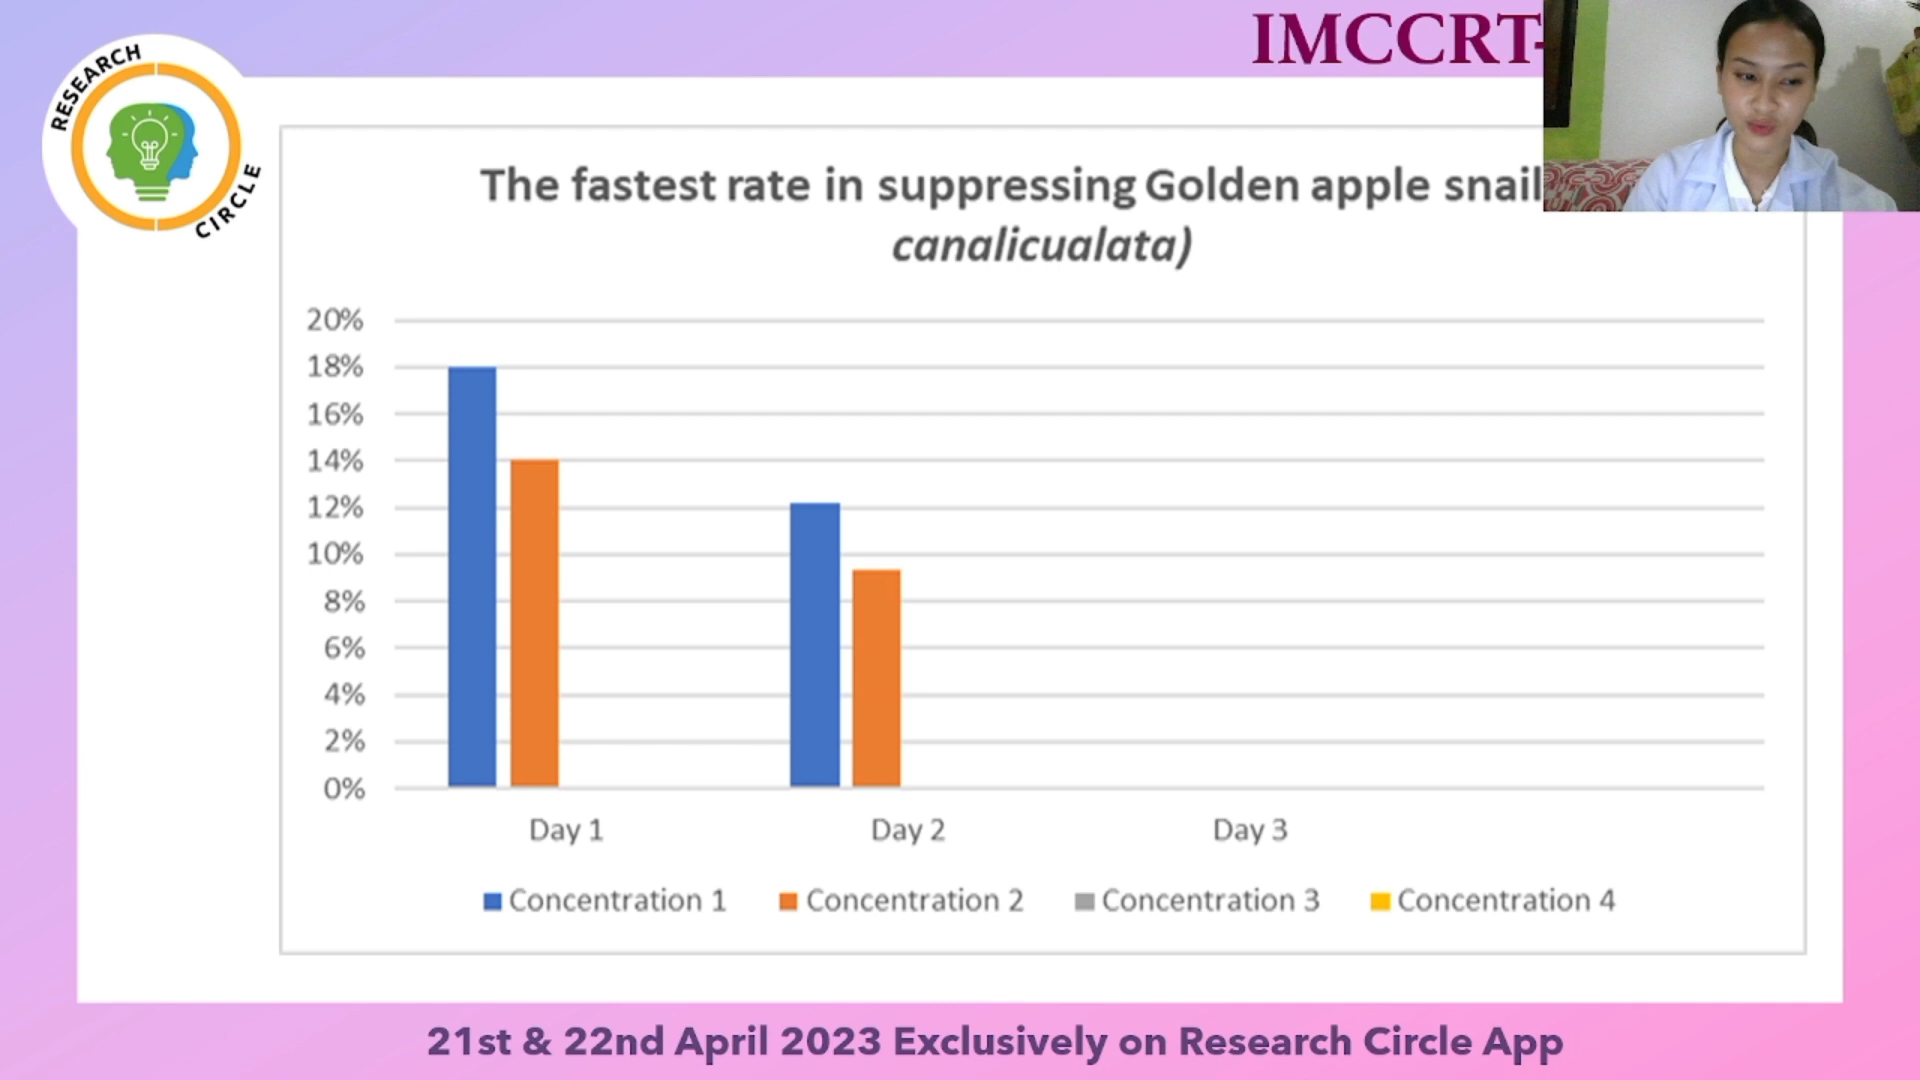 RESEARCH
CIRCLE
IMCCRT-
The fastest rate in suppressing Golden apple snail
canalicualata)
20%
18%
16%
14%
12%
10%
8%
6%
4%
2%
0%
Day 1 Day 2 Day 3
Concentration 1 Concentration 2 Concentration 3 Concentration 4
21st & 22nd April 2023 Exclusively on Research Circle App